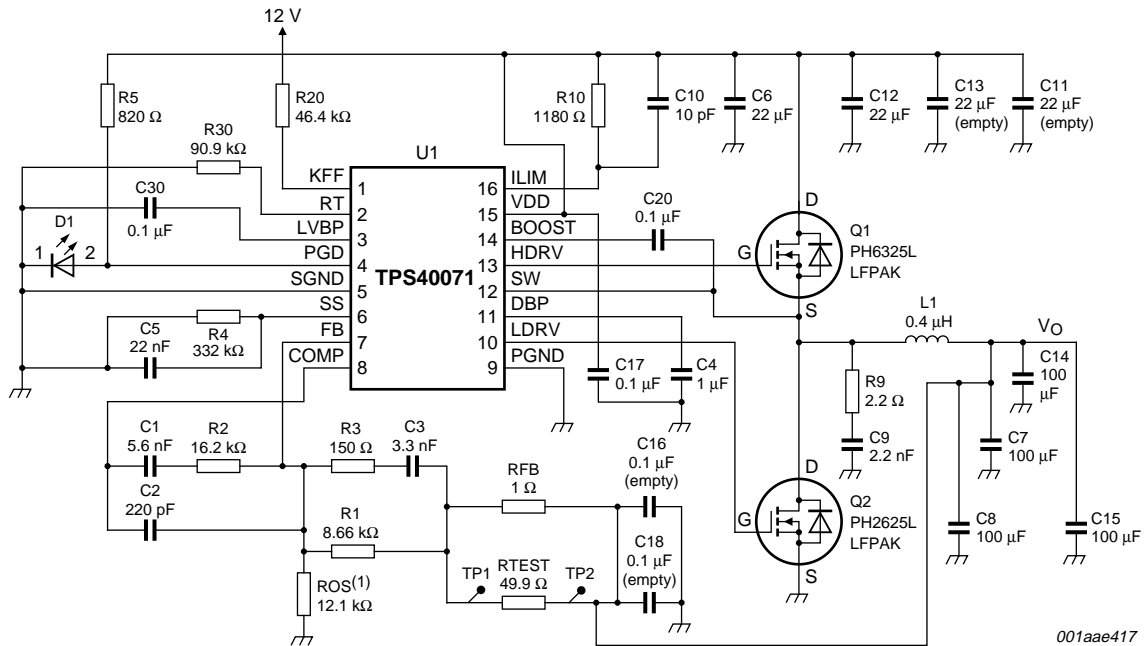 12 V
R5
820 Ω
R20
46.4 kΩ
R10
1180 Ω
C10
10 pF
C6
22 μF
C12
22 μF
C13
22 μF
(empty)
C11
22 μF
(empty)
R30
90.9 kΩ
U1
KFF
1
RT
2
LVBP
3
PGD
4
SGND
5
SS
6
FB
7
COMP
8
TPS40071
16
ILIM
15
VDD
14
BOOST
13
HDRV
12
SW
11
DBP
10
LDRV
9
PGND
C30
0.1 μF
D1
1
2
C20
0.1 μF
D
G
S
Q1
PH6325L
LFPAK
C5
22 nF
R4
332 kΩ
C17
0.1 μF
C4
1 μF
L1
0.4 μH
VO
C14
100
μF
R9
2.2 Ω
C9
2.2 nF
C7
100 μF
C8
100 μF
C15
100 μF
D
G
S
Q2
PH2625L
LFPAK
C1
5.6 nF
R2
16.2 kΩ
R3
150 Ω
C3
3.3 nF
C2
220 pF
R1
8.66 kΩ
RFB
1 Ω
C16
0.1 μF
(empty)
C18
0.1 μF
(empty)
TP1
RTEST
49.9 Ω
TP2
ROS(1)
12.1 kΩ
001aae417